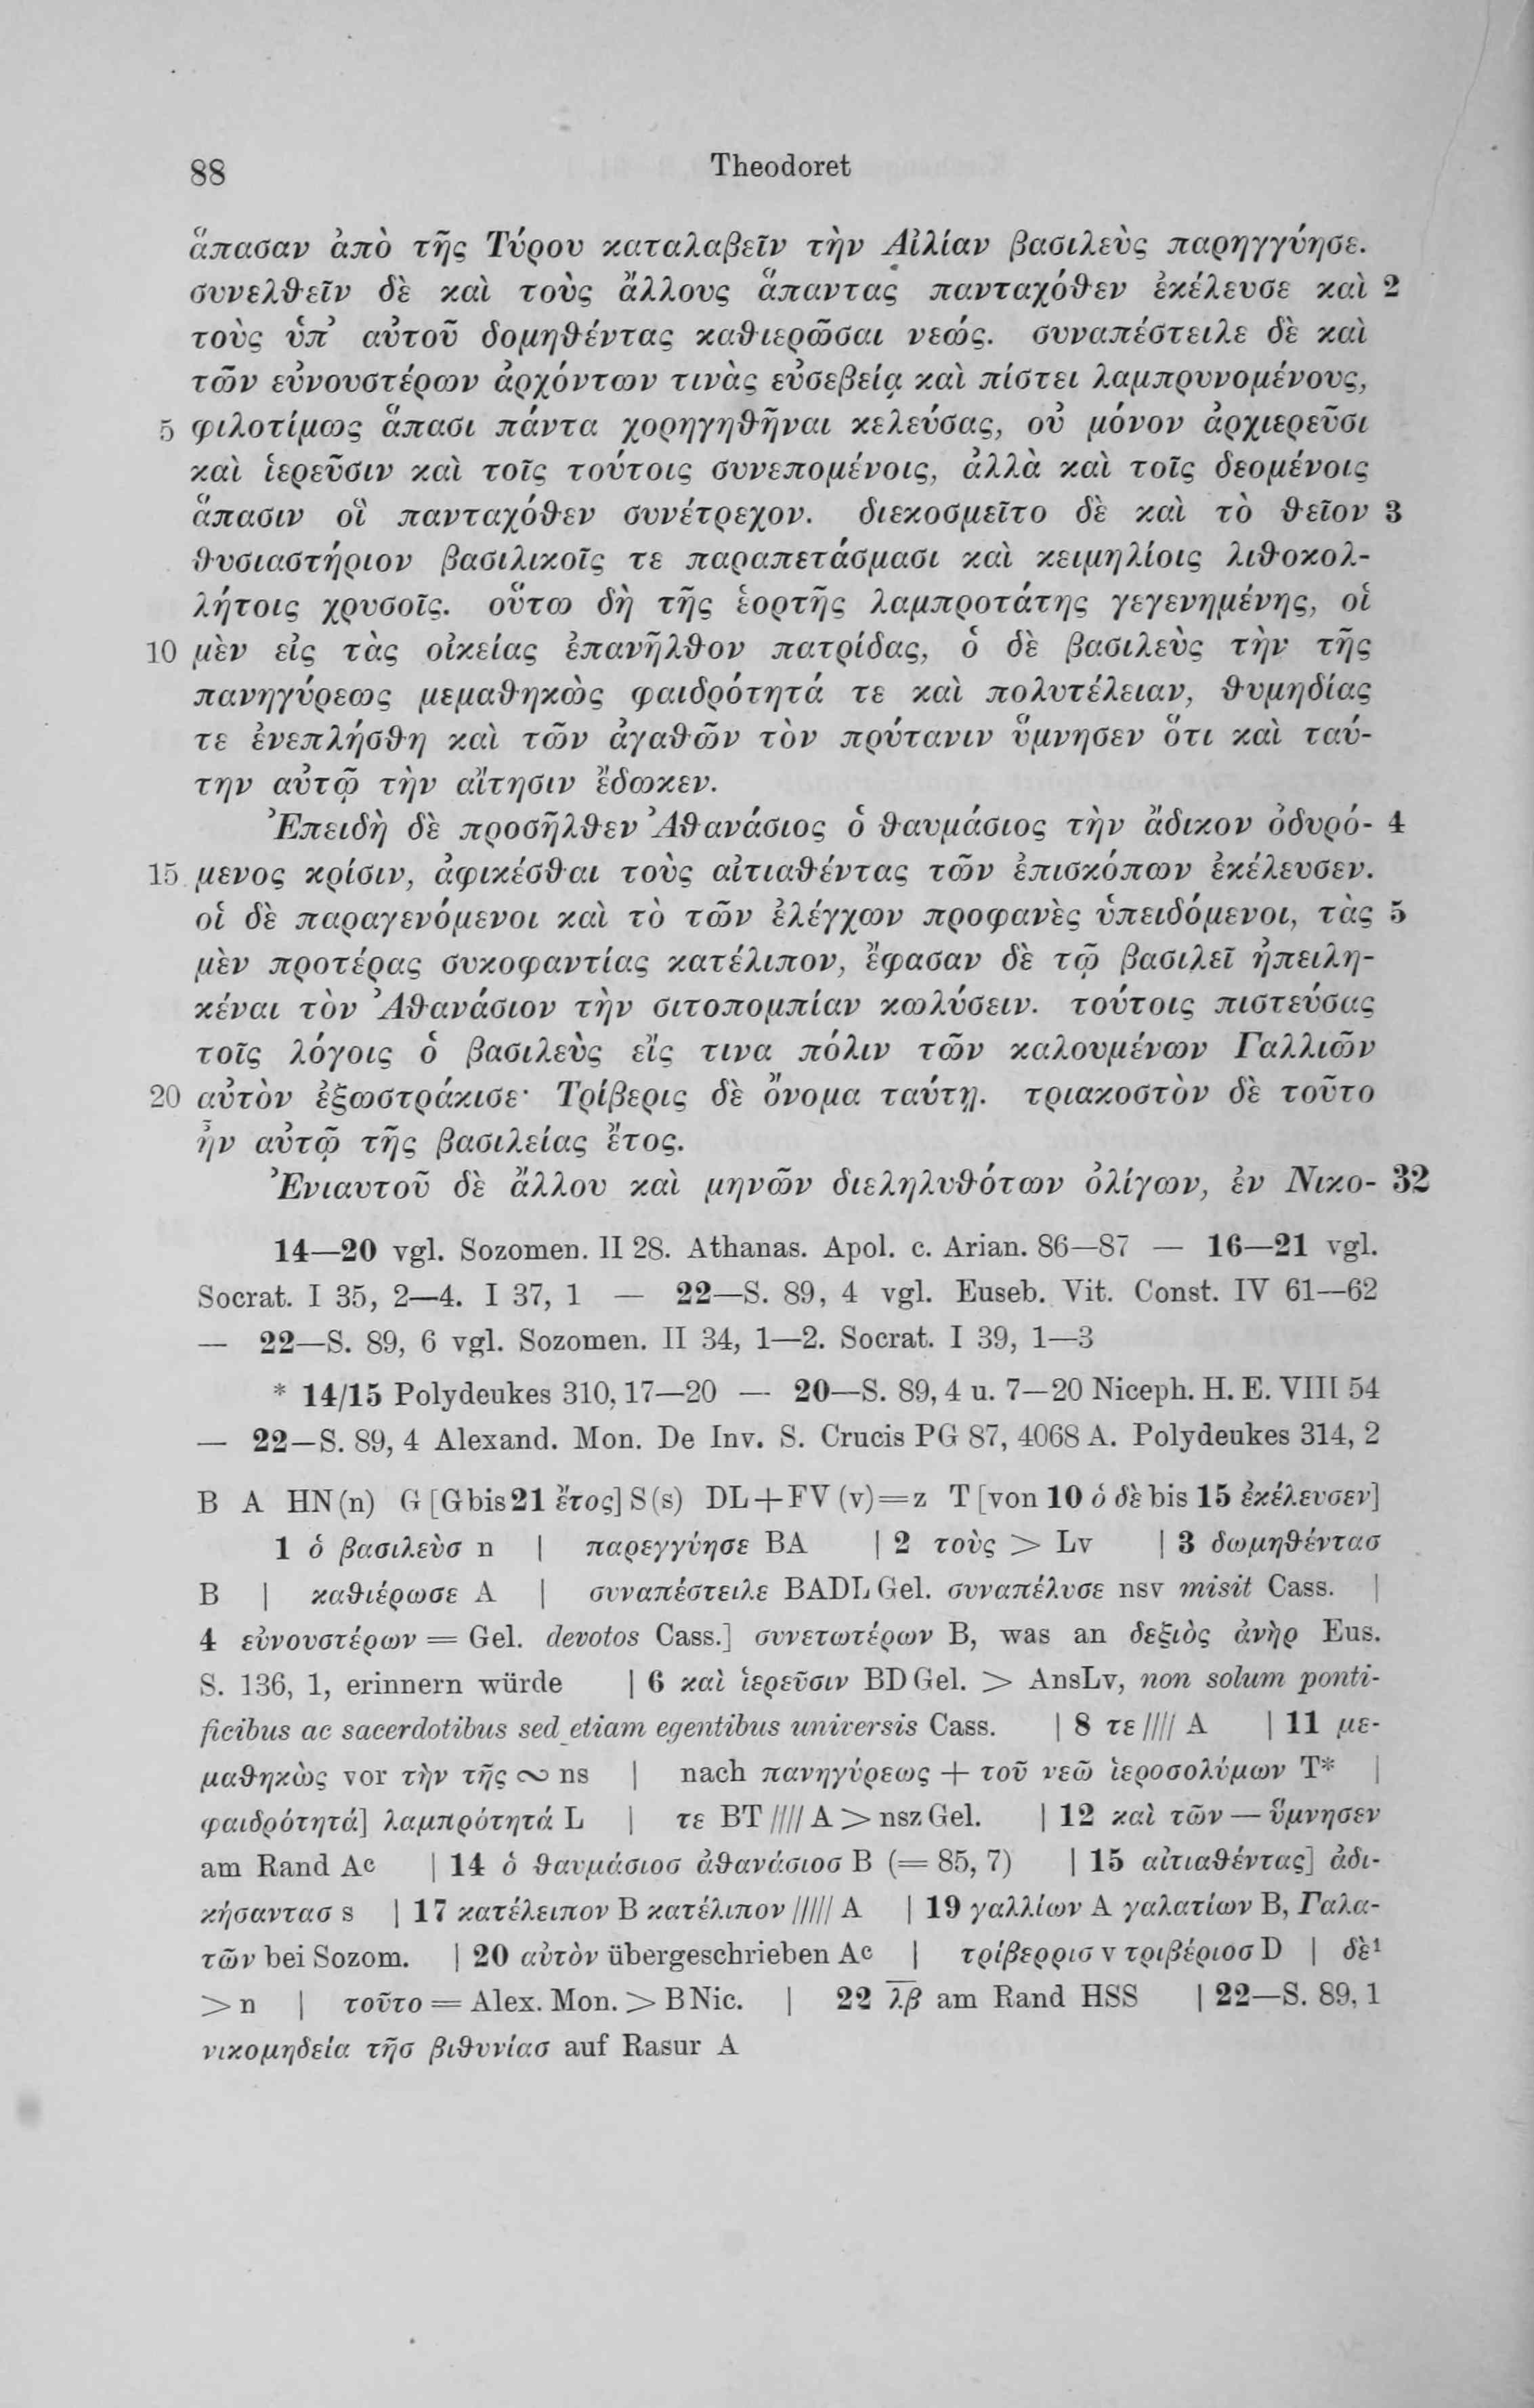 88 Theodoret
ἅπασαν ἀπὸ τῆς Τύρου καταλαβεῖν τὴν Αἰλίαν βασιλεὺς παρηγγύησε.
συνελθεῖν δὲ καὶ τοὺς ἄλλους ἅπαντας πανταχόθεν ἐκέλευσε καὶ 2
τοὺς ὑπ' αὐτοῦ δομηθέντας καθιερῶσαι νεώς. συναπέστειλε δὲ καὶ
τῶν εὐνουστέρων ἀρχόντων τινὰς εὐσεβείᾳ καὶ πίστει λαμπρυνομένους,
5 φιλοτίμως ἅπασι πάντα χορηγηθῆναι κελεύσας, οὐ μόνον ἀρχιερεῦσι
καὶ ἱερεῦσιν καὶ τοῖς τούτοις συνεπομένοις, ἀλλὰ καὶ τοῖς δεομένοις
ἅπασιν οἳ πανταχόθεν συνέτρεχον. διεκοσμεῖτο δὲ καὶ τὸ θεῖον 3
θυσιαστήριον βασιλικοῖς τε παραπετάσμασι καὶ κειμηλίοις λιθοκολ-
λήτοις χρυσοῖς. οὕτω δὴ τῆς ἑορτῆς λαμπροτάτης γεγενημένης, οἱ
10 μὲν εἰς τὰς οἰκείας ἐπανῆλθον πατρίδας, ὁ δὲ βασιλεὺς τὴν τῆς
πανηγύρεως μεμαθηκὼς φαιδρότητά τε καὶ πολυτέλειαν, θυμηδίας
τε ἐνεπλήσθη καὶ τῶν ἀγαθῶν τὸν πρύτανιν ὕμνησεν ὅτι καὶ ταύ-
την αὐτῷ τὴν αἴτησιν ἔδωκεν.
Ἐπειδὴ δὲ προσῆλθεν Ἀθανάσιος ὁ θαυμάσιος τὴν ἄδικον ὀδυρό- 4
15 μενος κρίσιν, ἀφικέσθαι τοὺς αἰτιαθέντας τῶν ἐπισκόπων ἐκέλευσεν.
οἱ δὲ παραγενόμενοι καὶ τὸ τῶν ἐλέγχων προφανὲς ὑπειδόμενοι, τὰς 5
μὲν προτέρας συκοφαντίας κατέλιπον, ἔφασαν δὲ τῷ βασιλεῖ ἠπειλη-
κέναι τὸν Ἀθανάσιον τὴν σιτοπομπίαν κωλύσειν. τούτοις πιστεύσας
τοῖς λόγοις ὁ βασιλεὺς εἴς τινα πόλιν τῶν καλουμένων Γαλλιῶν
20 αὐτὸν ἐξωστράκισε· Τρίβερις δὲ ὄνομα ταύτῃ. τριακοστὸν δὲ τοῦτο
ἦν αὐτῷ τῆς βασιλείας ἔτος.
Ἐνιαυτοῦ δὲ ἄλλου καὶ μηνῶν διεληλυθότων ὀλίγων, ἐν Νικο- 32
14—20 vgl. Sozomen. II 28. Athanas. Apol. c. Arian. 86—87 — 16—21 vgl.
Socrat. I 35, 2—4. I 37, 1 — 22—S. 89, 4 vgl. Euseb. Vit. Const. IV 61—62
— 22—S. 89, 6 vgl. Sozomen. II 34, 1—2. Socrat. I 39, 1—3
* 14/15 Polydeukes 310, 17—20 — 20—S. 89, 4 u. 7—20 Niceph. H. E. VIII 54
— 22—S. 89, 4 Alexand. Mon. De Inv. S. Crucis PG 87, 4068 A. Polydeukes 314, 2
B A HN(n) G [G bis 21 ἔτος] S(s) DL+FV(v)=z T [von 10 ὁ δὲ bis 15 ἐκέλευσεν]
1 ὁ βασιλεὺσ n | παρεγγύησε BA | 2 τοὺς > Lv | 3 δωμηθέντασ
B | καθιέρωσε A | συναπέστειλε BADL Gel. συναπέλυσε nsv misit Cass. |
4 εὐνουστέρων = Gel. devotos Cass.] συνετωτέρων B, was an δεξιὸς ἀνὴρ Eus.
S. 136, 1, erinnern würde | 6 καὶ ἱερεῦσιν BD Gel. > AnsLv, non solum ponti-
ficibus ac sacerdotibus sed etiam egentibus universis Cass. | 8 τε //// A | 11 με-
μαθηκὼς vor τὴν τῆς ∾ ns | nach πανηγύρεως + τοῦ νεῶ ἱεροσολύμων T* |
φαιδρότητά] λαμπρότητά L | τε BT //// A > nsz Gel. | 12 καὶ τῶν — ὕμνησεν
am Rand Aᶜ | 14 ὁ θαυμάσιοσ ἀθανάσιοσ B (= 85, 7) | 15 αἰτιαθέντας] ἀδι-
κήσαντασ s | 17 κατέλειπον B κατέλιπον ///// A | 19 γαλλίων A γαλατίων B, Γαλα-
τῶν bei Sozom. | 20 αὐτὸν übergeschrieben Aᶜ | τρίβερρισ v τριβέριοσ D | δὲ¹
> n | τοῦτο = Alex. Mon. > B Nic. | 22 λ̅β̅ am Rand HSS | 22—S. 89, 1
νικομηδεία τῆσ βιθυνίασ auf Rasur A